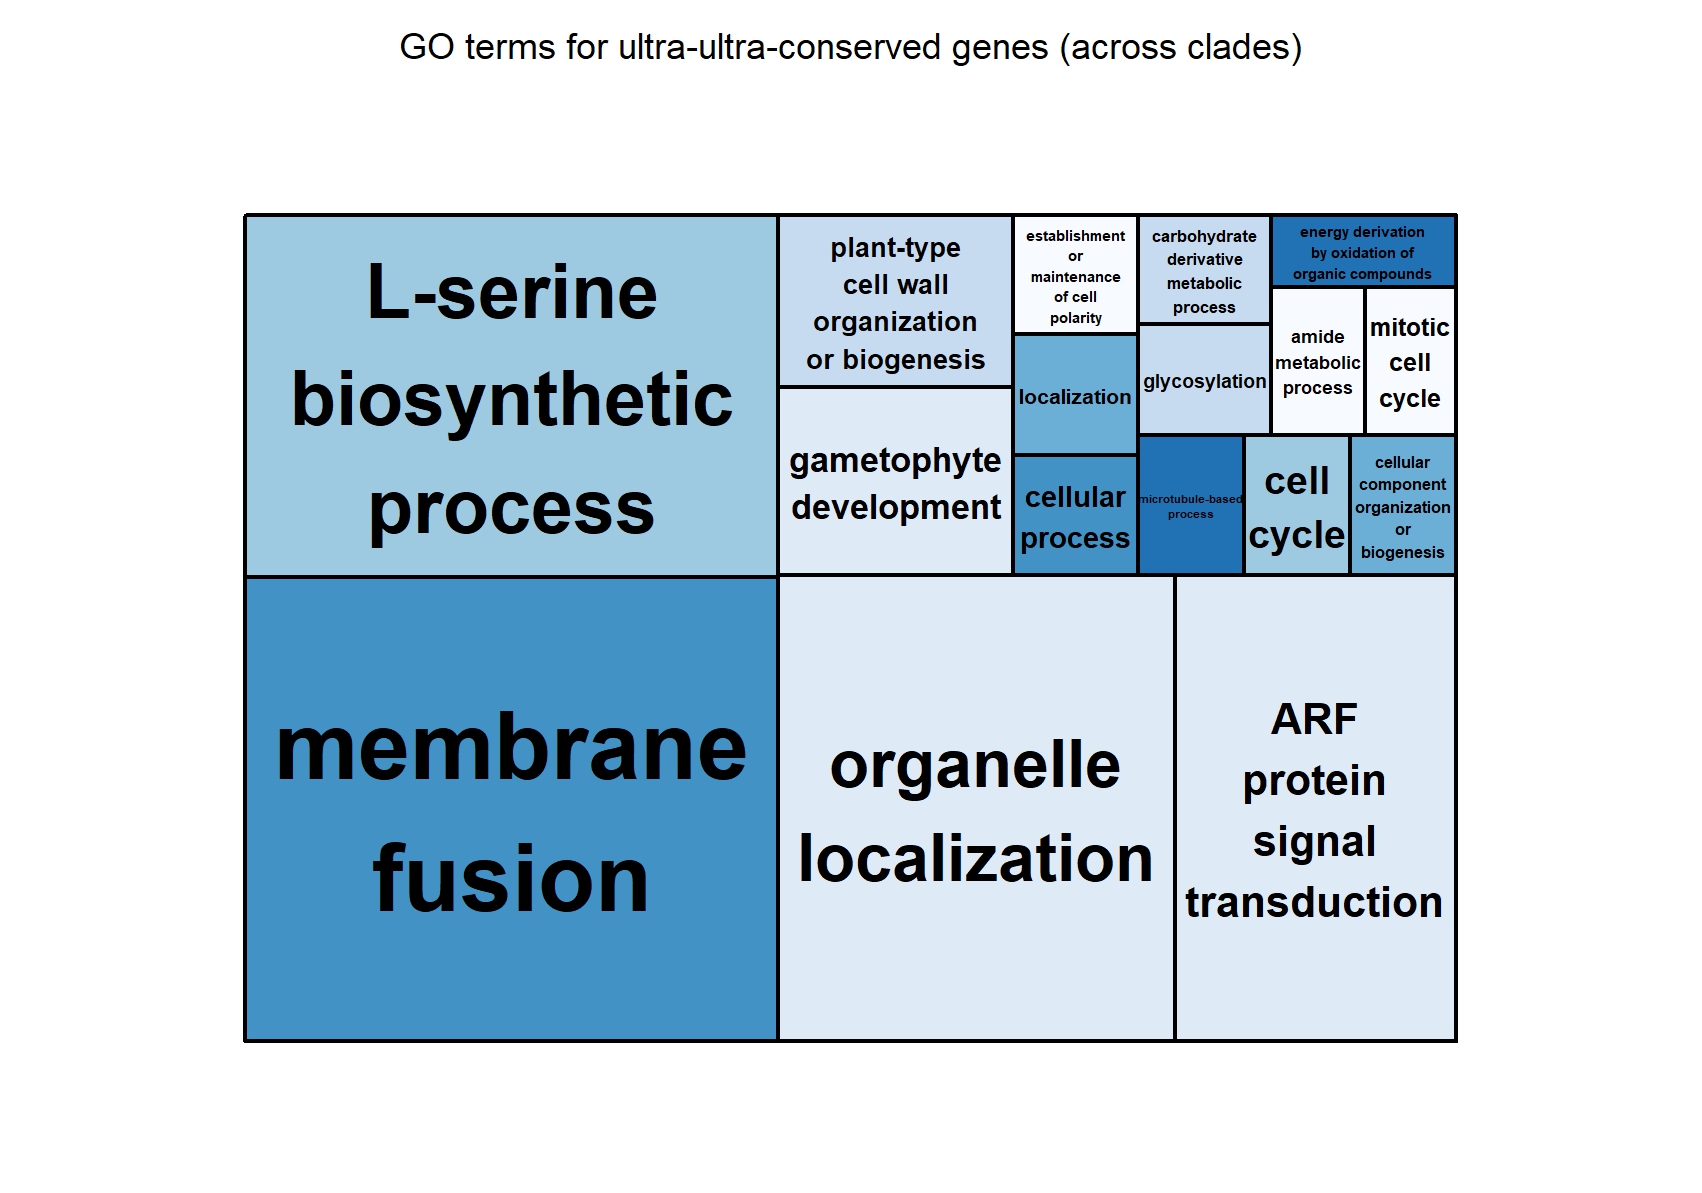 GO terms for ultra-ultra-conserved genes (across clades)
L-serine
biosynthetic
process
membrane
fusion
plant-type
cell wall
organization
or biogenesis
gametophyte
development
establishment
or
maintenance
of cell
polarity
localization
cellular
process
carbohydrate
derivative
metabolic
process
glycosylation
energy derivation
by oxidation of
organic compounds
amide
metabolic
process
mitotic
cell
cycle
microtubule-based
process
cell
cycle
cellular
component
organization
or
biogenesis
organelle
localization
ARF
protein
signal
transduction